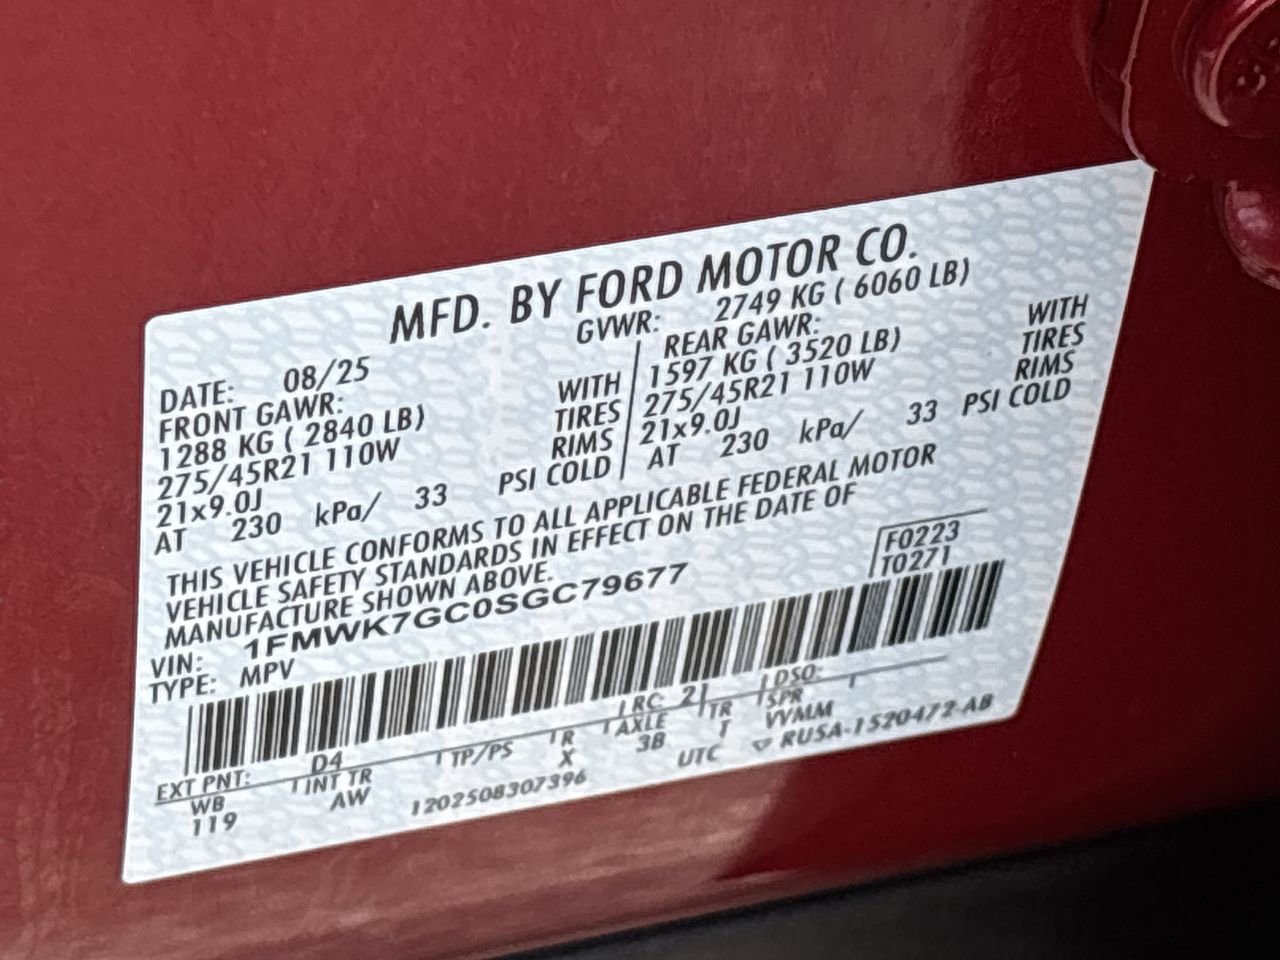 MFD. BY FORD MOTOR CO.
DATE: 08/25 GVWR: 2749 KG ( 6060 LB)
FRONT GAWR: REAR GAWR:
1288 KG ( 2840 LB) WITH 1597 KG ( 3520 LB) WITH
275/45R21 110W TIRES 275/45R21 110W TIRES
21x9.0J RIMS 21x9.0J RIMS
AT 230 kPa/ 33 PSI COLD AT 230 kPa/ 33 PSI COLD
THIS VEHICLE CONFORMS TO ALL APPLICABLE FEDERAL MOTOR
VEHICLE SAFETY STANDARDS IN EFFECT ON THE DATE OF
MANUFACTURE SHOWN ABOVE.
F0223
T0271
VIN: 1FMWK7GC0SGC79677
TYPE: MPV
EXT PNT: D4 RC: 21 DSO:
WB INT TR TP/PS R AXLE TR SPR VVMM
119 AW X 3B T
1202508307396 UTC ▽ RUSA-1520472-AB